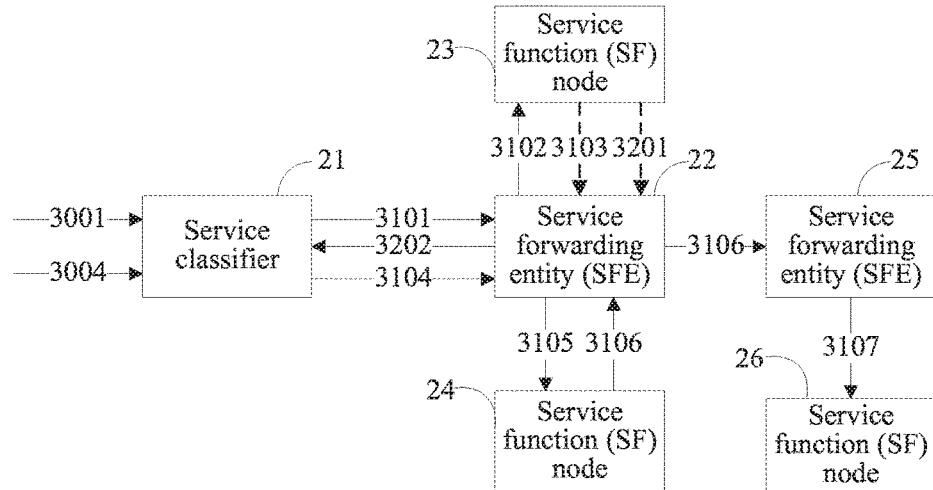 Service
function (SF)
node
23
3102
3103
3201
22
21
25
3001
3004
Service
classifier
3101
3202
3104
Service
forwarding
entity (SFE)
3106
Service
forwarding
entity (SFE)
3105
3106
3107
24
Service
function (SF)
node
26
Service
function (SF)
node